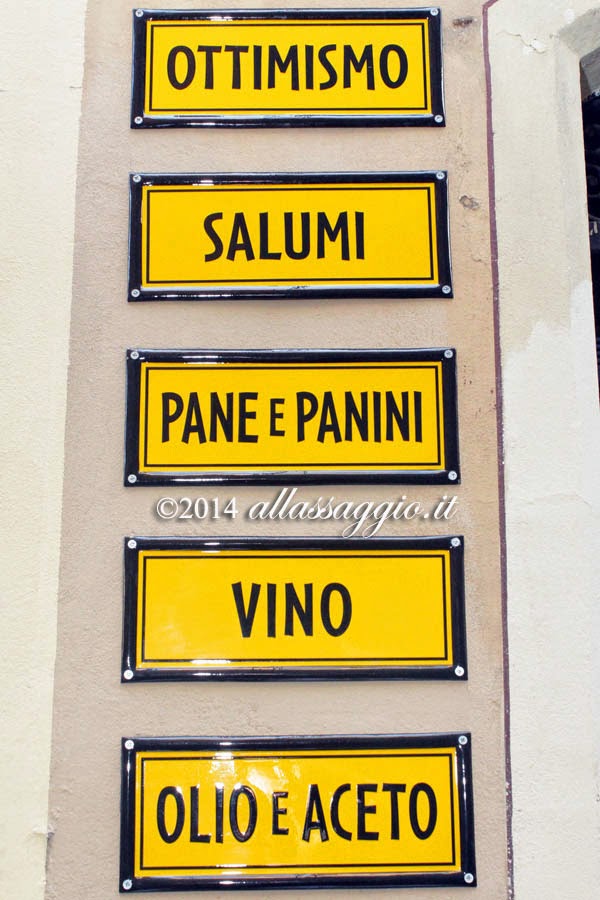 OTTIMISMO
SALUMI
PANE E PANINI
©2014 allassaggio.it
VINO
OLIO E ACETO